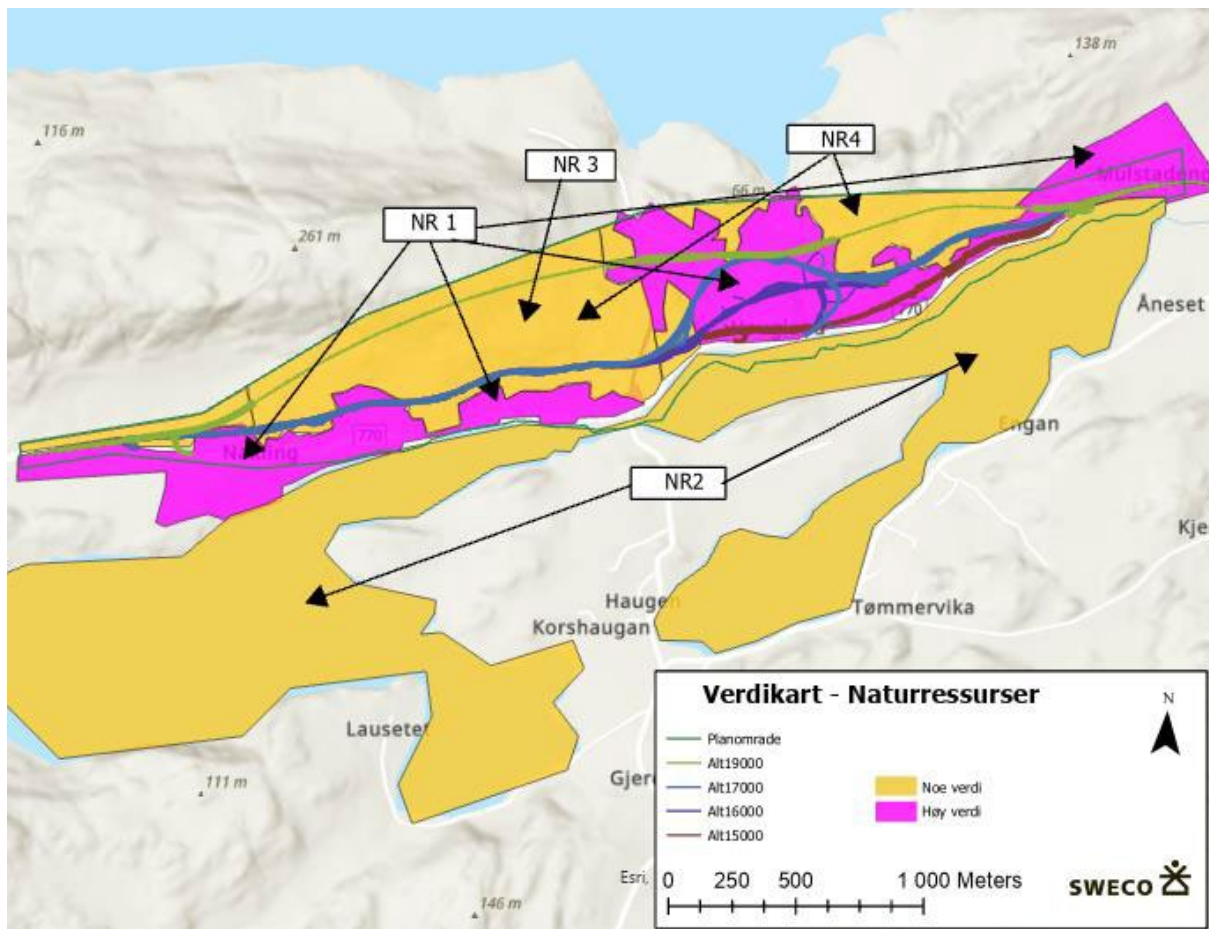 138 m
116 m
NR4
NR 3
Mulstadeng
66 m
NR 1
261 m
770
Åneset
770
Nakling
Engan
NR2
Kje
Haugen
Tømmervika
Korshaugan
Verdikart - Naturressurser
N
Lausetet
Planomrade
Alt19000
111 m
Gjer
Alt17000
Noe verdi
Alt16000
Høy verdi
Alt15000
Esri,
0 250 500 1 000 Meters
SWECO
146 m